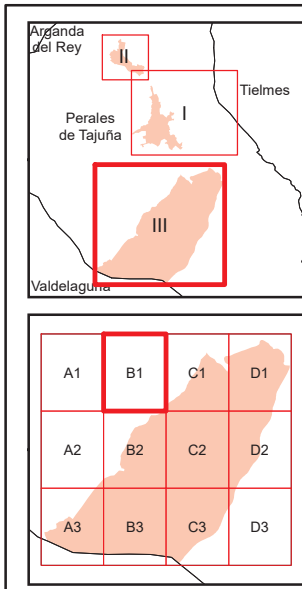 Arganda
del Rey
II
Tielmes
I
Perales
de Tajuña
III
Valdelaguna
A1 B1 C1 D1
A2 B2 C2 D2
A3 B3 C3 D3